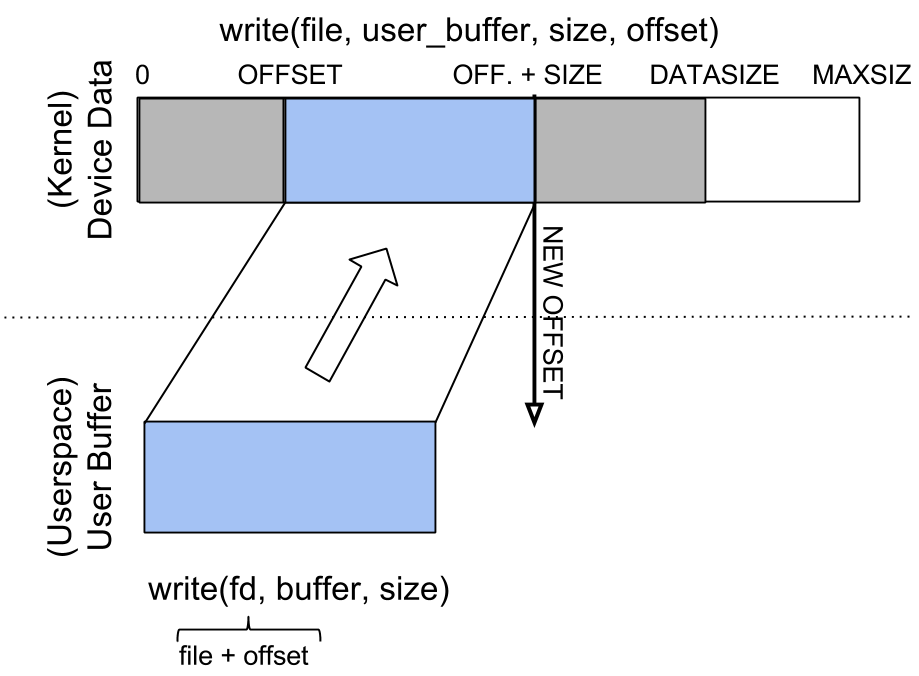 write(file, user_buffer, size, offset)
0 OFFSET OFF. + SIZE DATASIZE MAXSIZ
(Kernel)
Device Data
NEW OFFSET
(Userspace)
User Buffer
write(fd, buffer, size)
file + offset